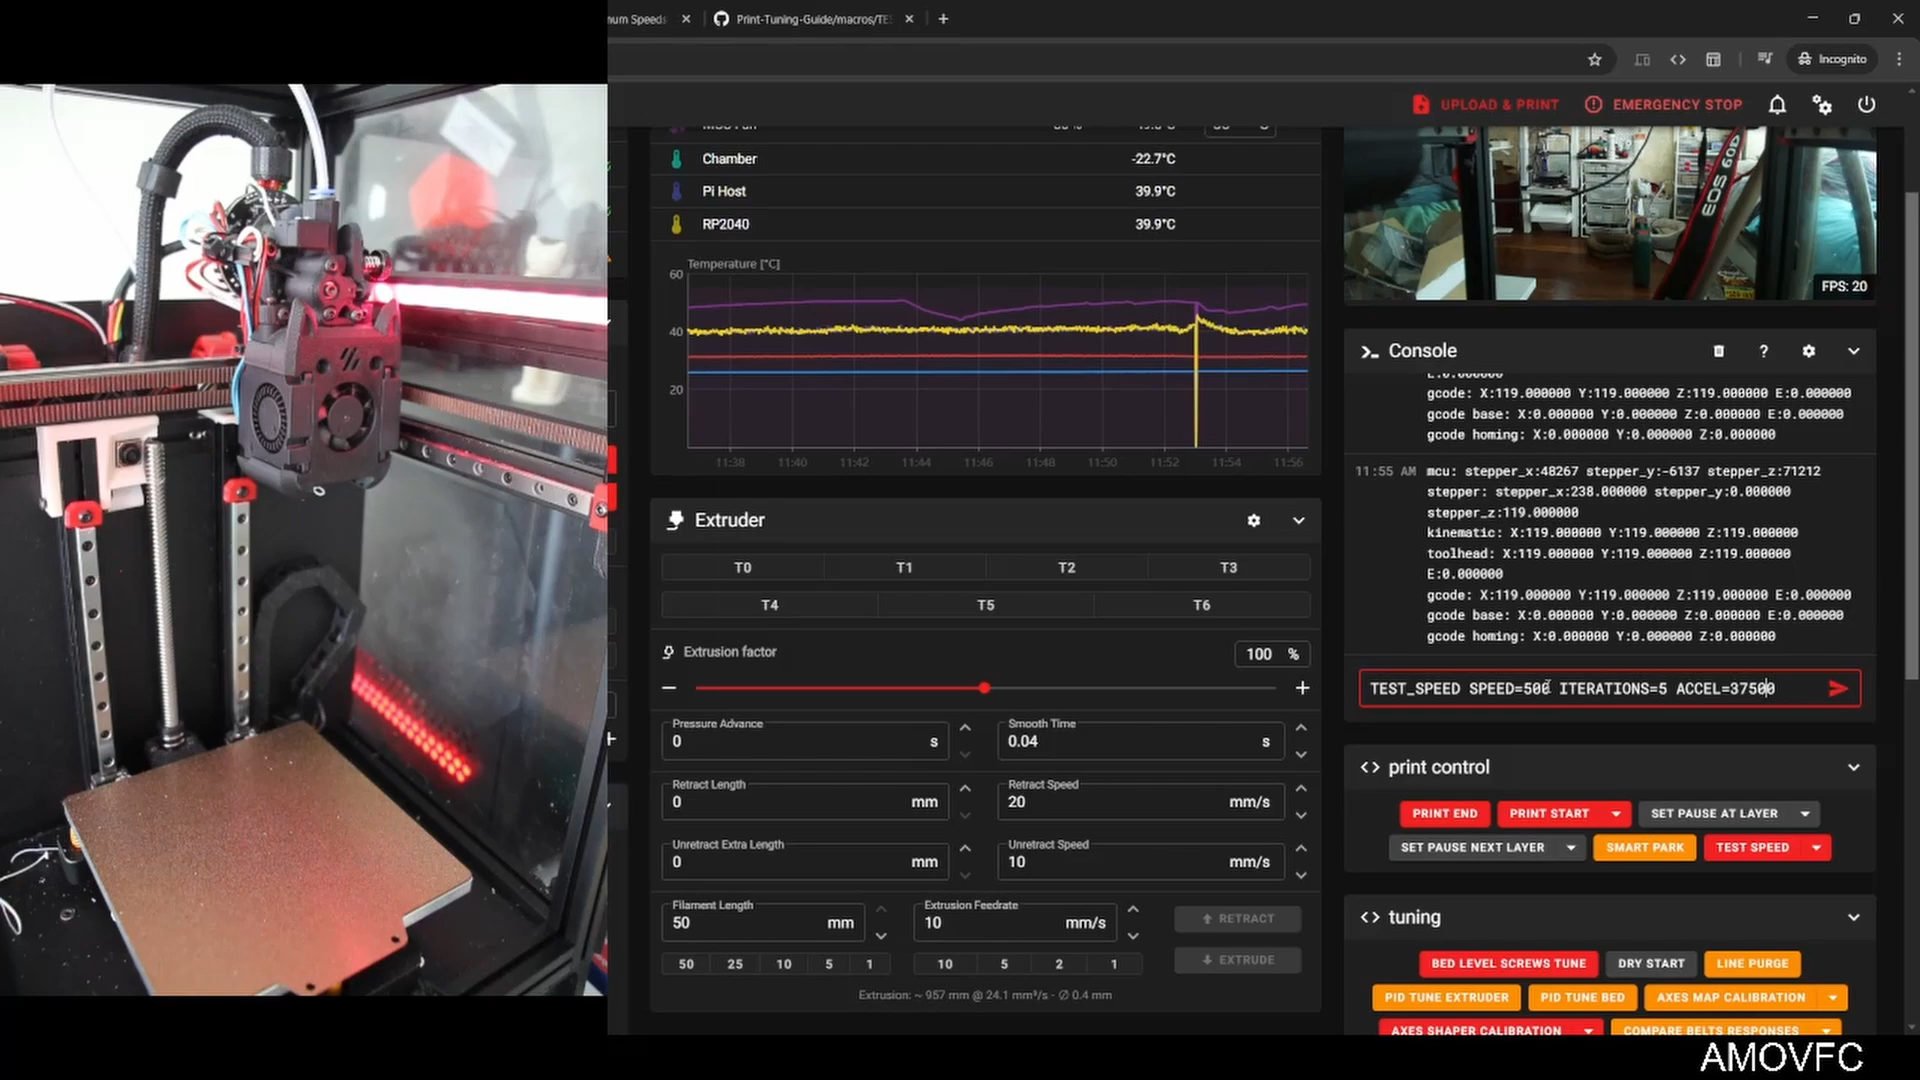 num Speeds
Print-Tuning-Guide/macros/TES
Incognito
UPLOAD & PRINT
EMERGENCY STOP
Chamber
-22.7°C
Pi Host
39.9°C
RP2040
39.9°C
Temperature [°C]
60
40
20
11:38
11:40
11:42
11:44
11:46
11:48
11:50
11:52
11:54
11:56
Extruder
T0
T1
T2
T3
T4
T5
T6
Extrusion factor
100 %
Pressure Advance
0 s
Smooth Time
0.04 s
Retract Length
0 mm
Retract Speed
20 mm/s
Unretract Extra Length
0 mm
Unretract Speed
10 mm/s
Filament Length
50 mm
Extrusion Feedrate
10 mm/s
RETRACT
50 25 10 5 1
10 5 2 1
EXTRUDE
Extrusion: ~ 957 mm @ 24.1 mm³/s - ∅ 0.4 mm
EOS 60D
FPS: 20
Console
E:0.000000
gcode: X:119.000000 Y:119.000000 Z:119.000000 E:0.000000
gcode base: X:0.000000 Y:0.000000 Z:0.000000 E:0.000000
gcode homing: X:0.000000 Y:0.000000 Z:0.000000
11:55 AM mcu: stepper_x:48267 stepper_y:-6137 stepper_z:71212
stepper: stepper_x:238.000000 stepper_y:0.000000
stepper_z:119.000000
kinematic: X:119.000000 Y:119.000000 Z:119.000000
toolhead: X:119.000000 Y:119.000000 Z:119.000000
E:0.000000
gcode: X:119.000000 Y:119.000000 Z:119.000000 E:0.000000
gcode base: X:0.000000 Y:0.000000 Z:0.000000 E:0.000000
gcode homing: X:0.000000 Y:0.000000 Z:0.000000
TEST_SPEED SPEED=500 ITERATIONS=5 ACCEL=37500
print control
PRINT END
PRINT START
SET PAUSE AT LAYER
SET PAUSE NEXT LAYER
SMART PARK
TEST SPEED
tuning
BED LEVEL SCREWS TUNE
DRY START
LINE PURGE
PID TUNE EXTRUDER
PID TUNE BED
AXES MAP CALIBRATION
AXES SHAPER CALIBRATION
COMPARE BELTS RESPONSES
AMOVFC